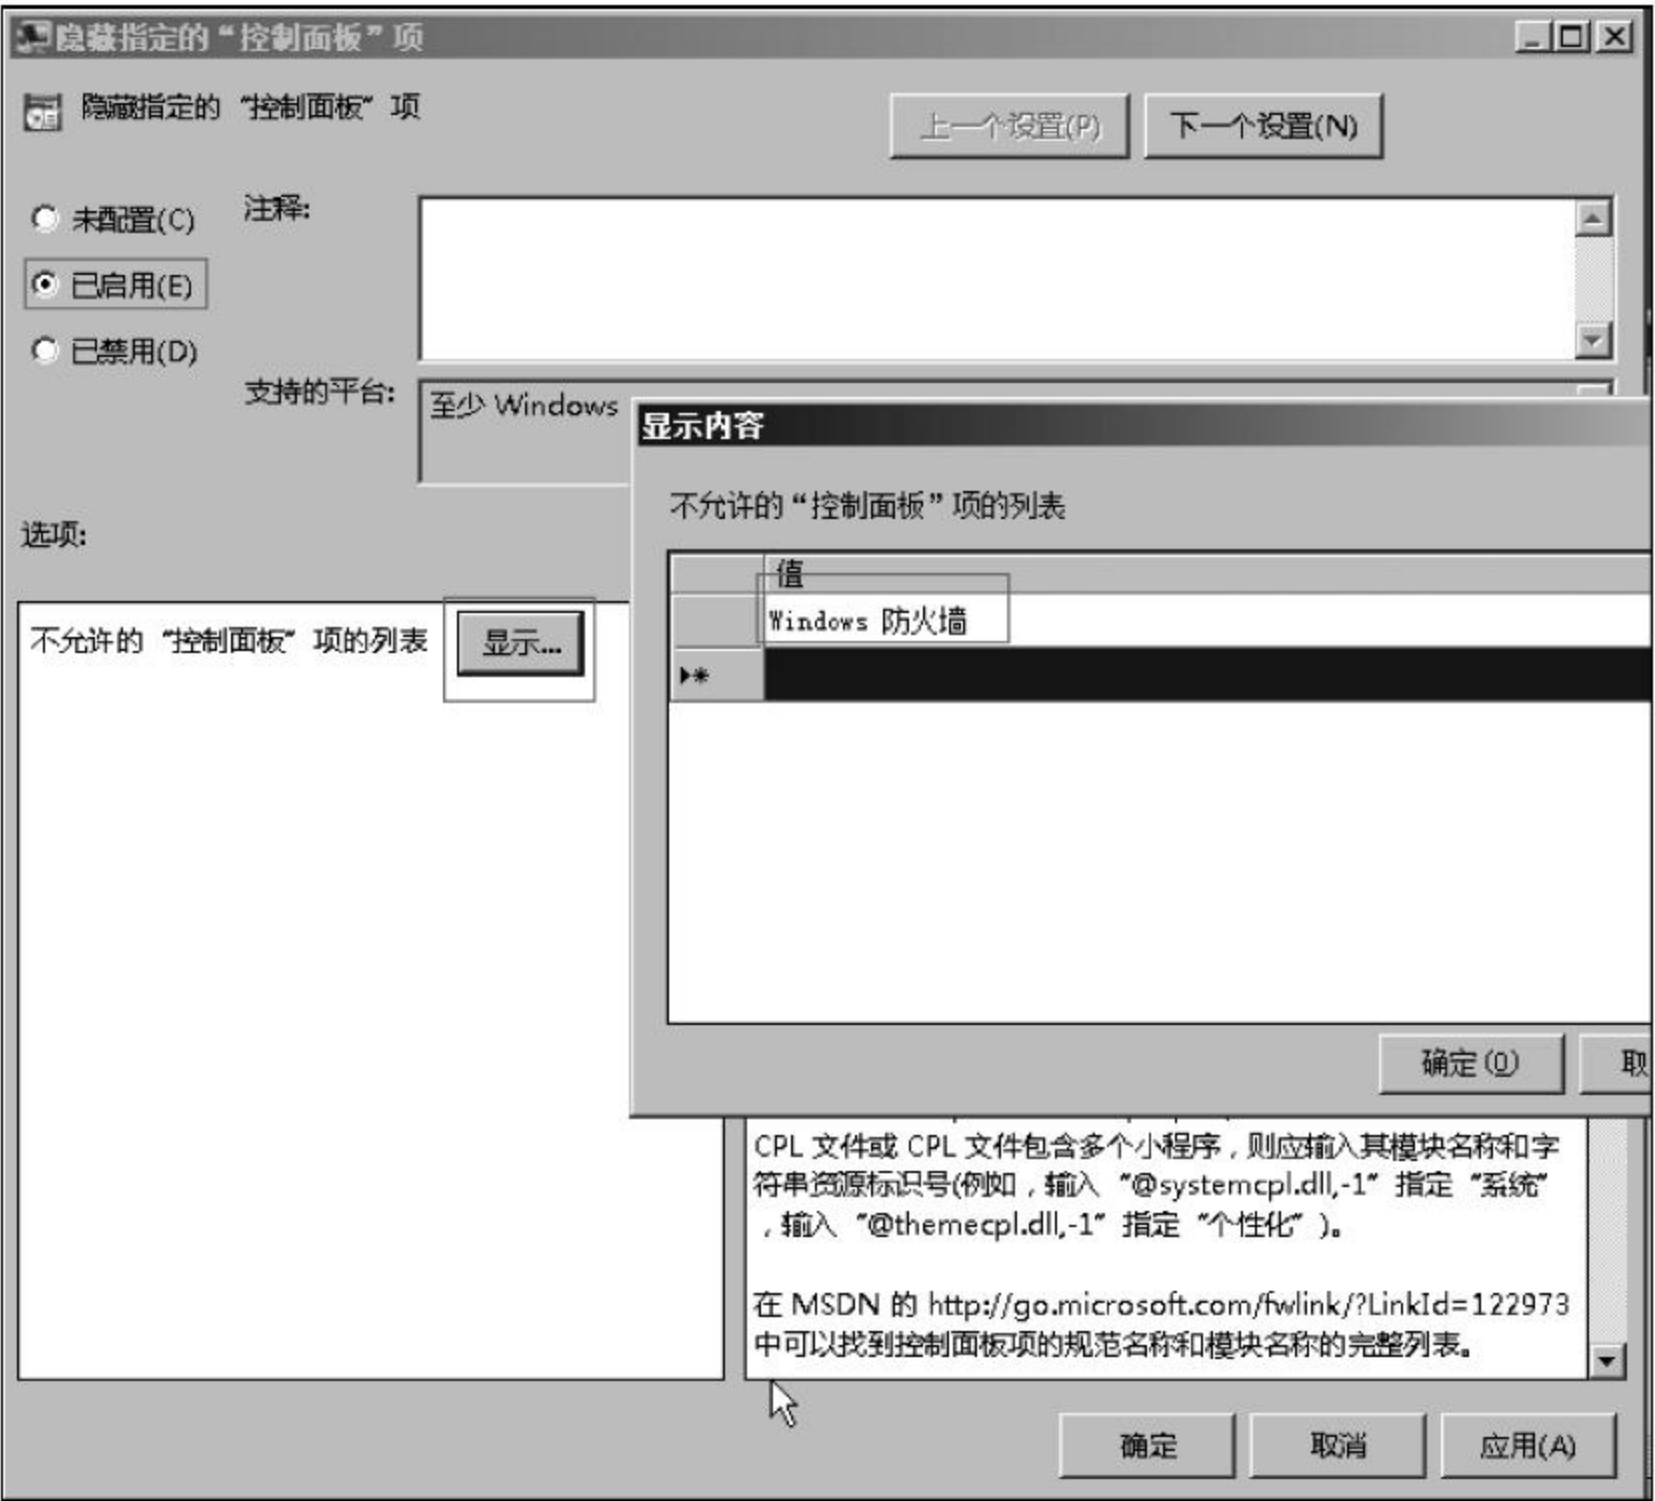 隐藏指定的“控制面板”项
隐藏指定的 “控制面板” 项
上一个设置(P)
下一个设置(N)
未配置(C)
注释:
已启用(E)
已禁用(D)
支持的平台:
至少 Windows
显示内容
不允许的“控制面板”项的列表
选项:
值
Windows 防火墙
不允许的 “控制面板” 项的列表
显示...
确定(O)
取
CPL 文件或 CPL 文件包含多个小程序，则应输入其模块名称和字
符串资源标识号(例如，输入 “@systemcpl.dll,-1” 指定 “系统”
，输入 “@themecpl.dll,-1” 指定 “个性化” )。
在 MSDN 的 http://go.microsoft.com/fwlink/?LinkId=122973
中可以找到控制面板项的规范名称和模块名称的完整列表。
确定
取消
应用(A)